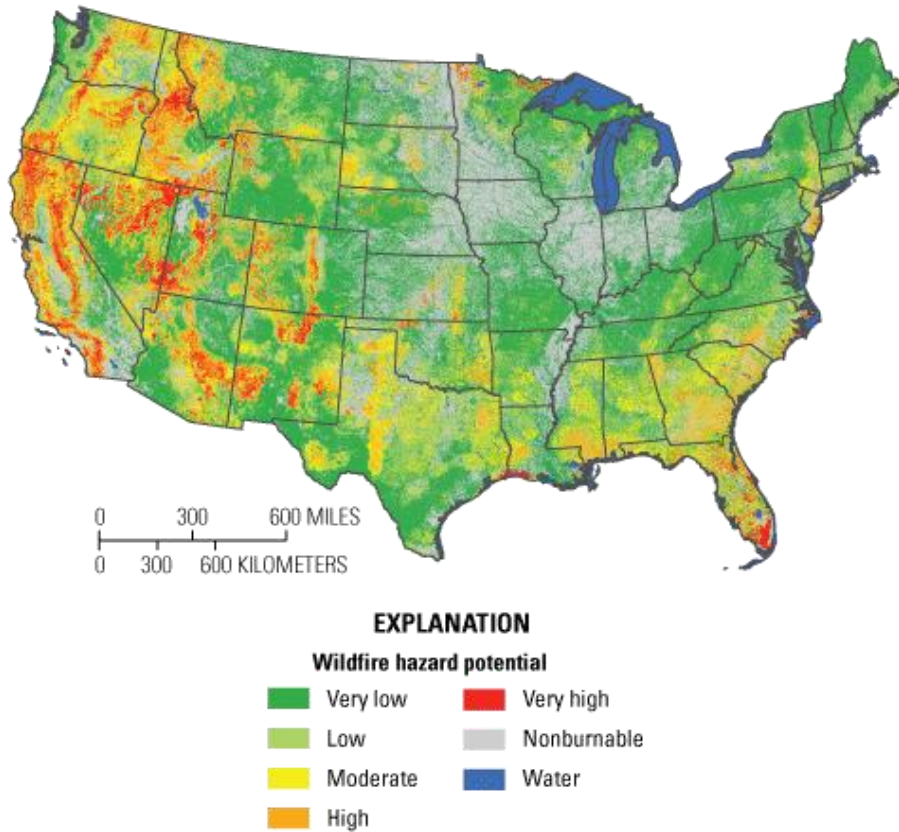 0 300 600 MILES
0 300 600 KILOMETERS
EXPLANATION
Wildfire hazard potential
Very low Very high
Low Nonburnable
Moderate Water
High